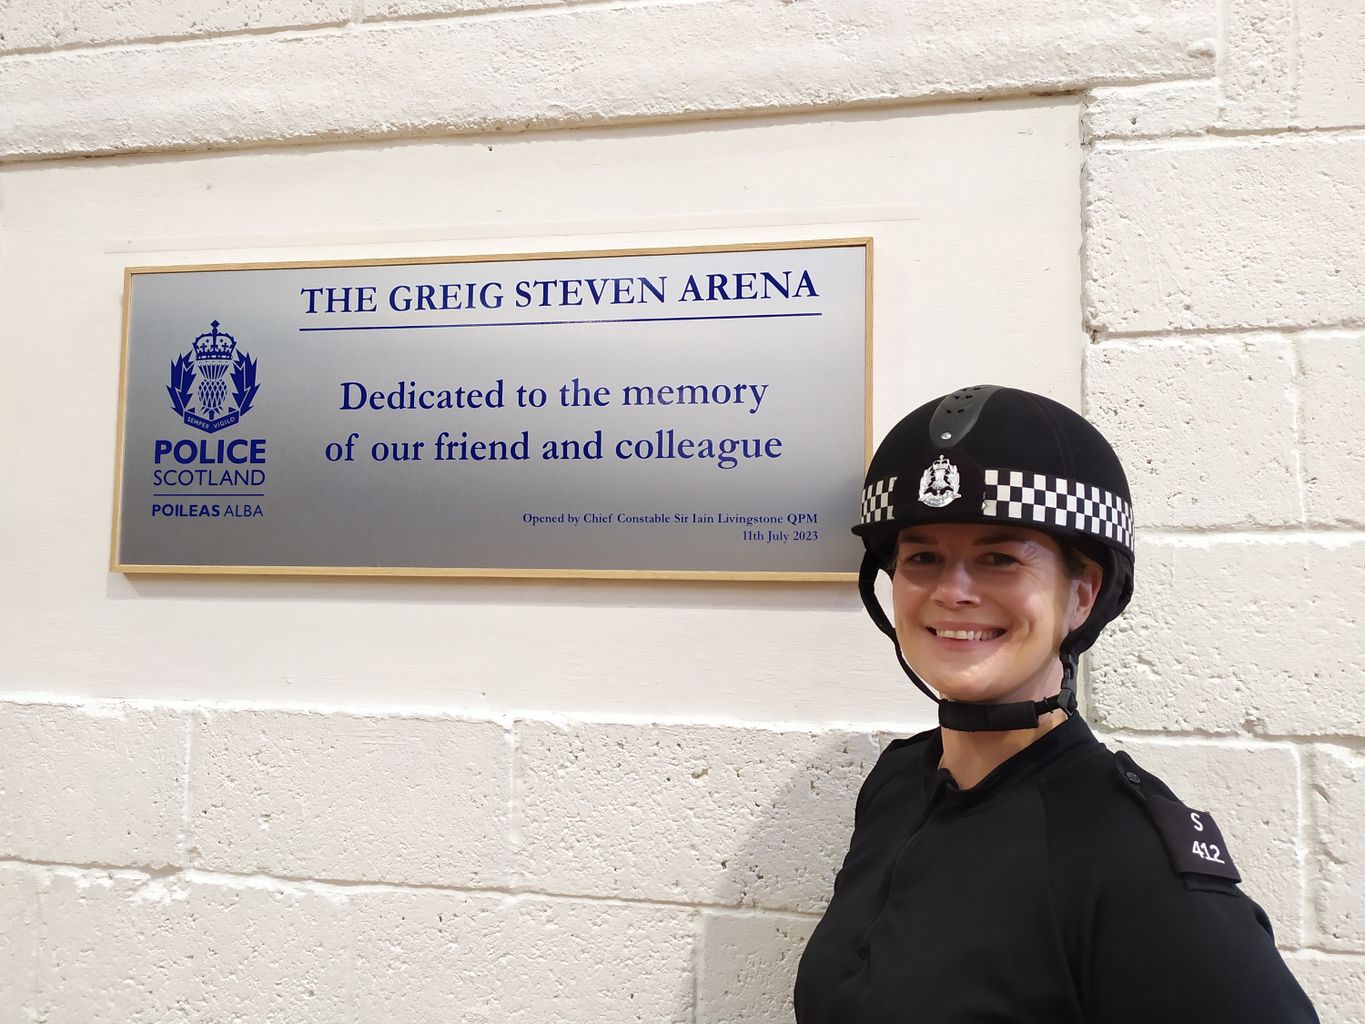 THE GREIG STEVEN ARENA
Dedicated to the memory
of our friend and colleague
Opened by Chief Constable Sir Iain Livingstone QPM
11th July 2023
SEMPER VIGILO
POLICE
SCOTLAND
POILEAS ALBA
S
412